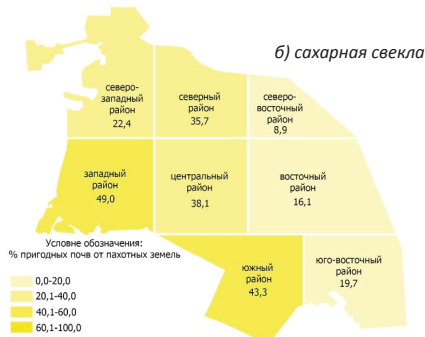 б) сахарная свекла
северо-
западный
район
22,4
северный
район
35,7
северо-
восточный
район
8,9
западный
район
49,0
центральный
район
38,1
восточный
район
16,1
Условне обозначения:
% пригодных почв от пахотных земель
0,0-20,0
20,1-40,0
40,1-60,0
60,1-100,0
южный
район
43,3
юго-восточный
район
19,7